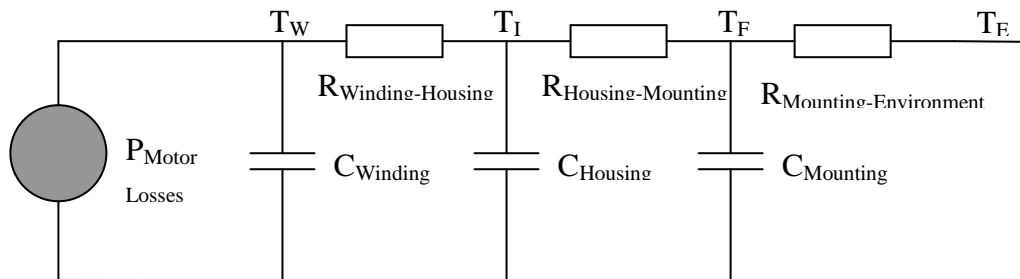 T_W T_I T_F T_E
R_Winding-Housing R_Housing-Mounting R_Mounting-Environment
P_Motor Losses C_Winding C_Housing C_Mounting